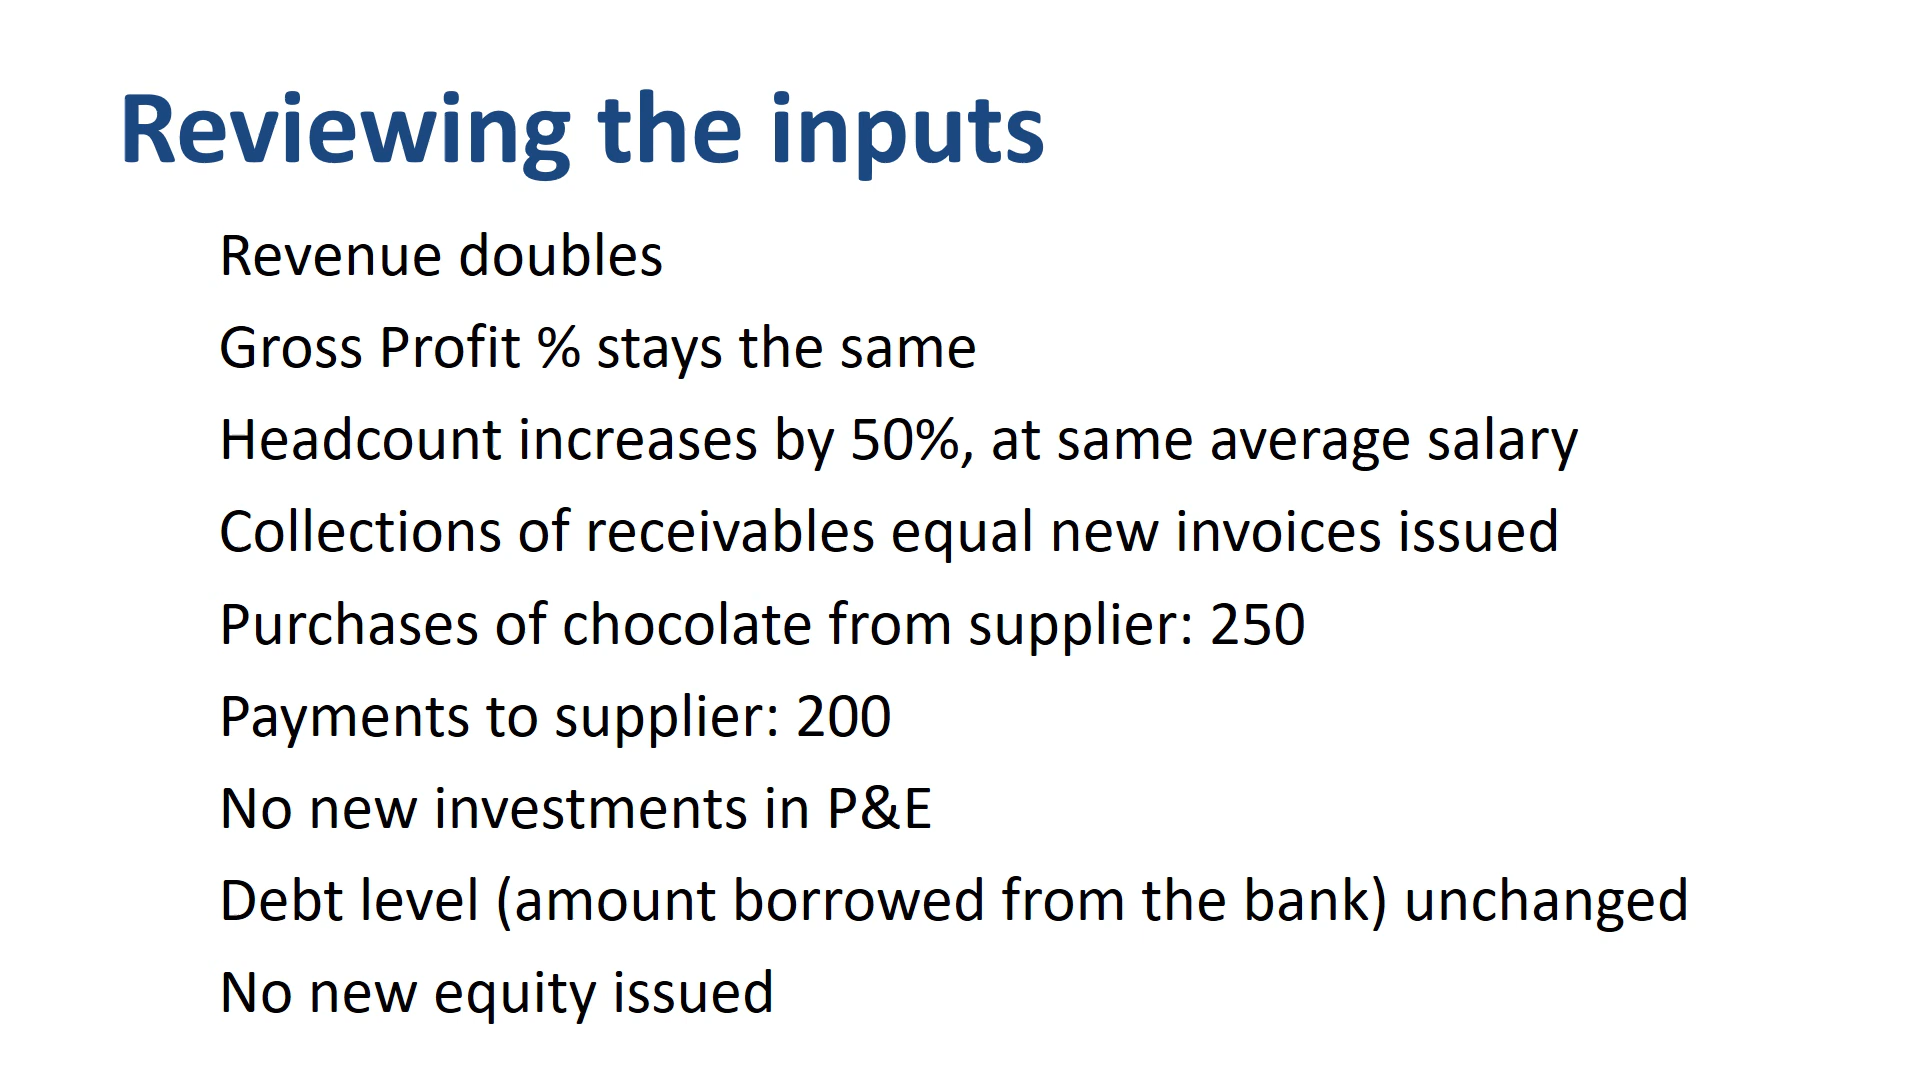 Reviewing the inputs
Revenue doubles
Gross Profit % stays the same
Headcount increases by 50%, at same average salary
Collections of receivables equal new invoices issued
Purchases of chocolate from supplier: 250
Payments to supplier: 200
No new investments in P&E
Debt level (amount borrowed from the bank) unchanged
No new equity issued